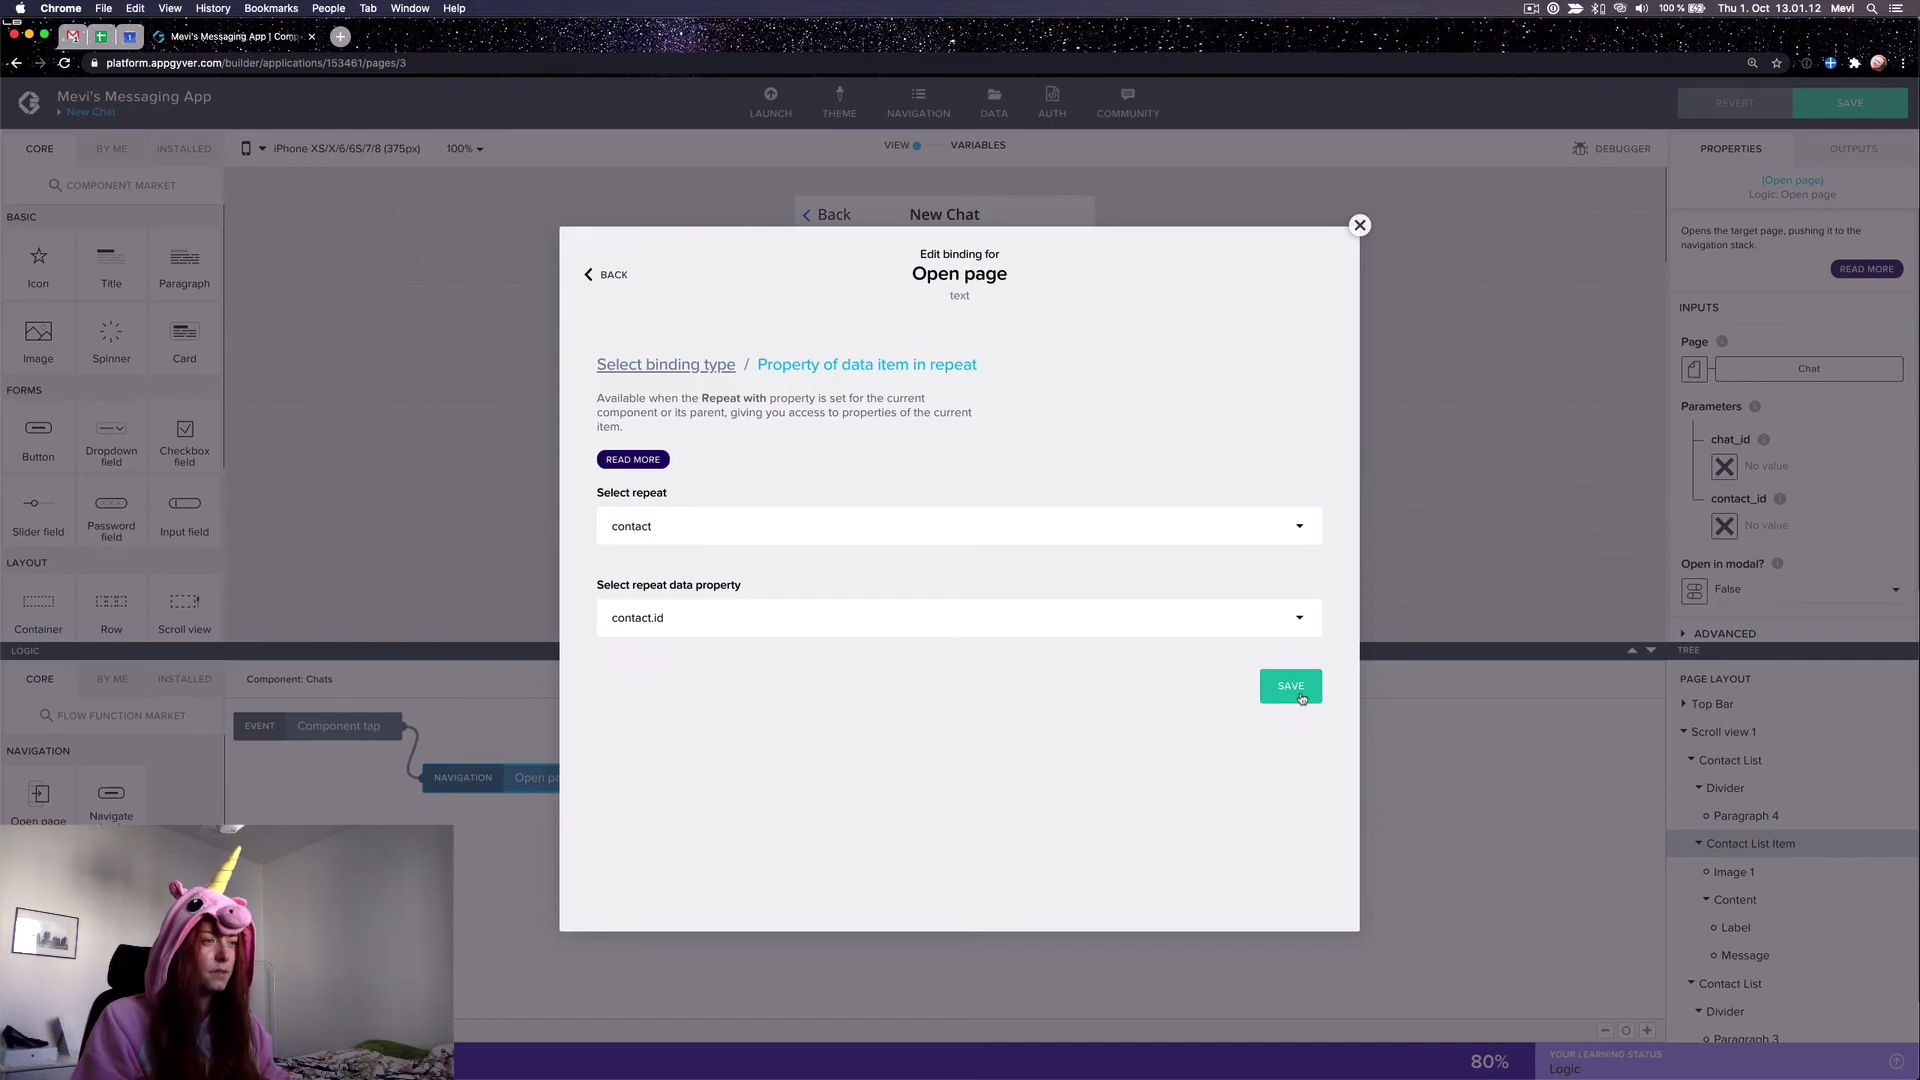 Chrome File Edit View History Bookmarks People Tab Window Help
100 % Thu 1. Oct 13.01.12 Mevi
Mevi's Messaging App | Comp
platform.appgyver.com/builder/applications/153461/pages/3
Mevi's Messaging App
New Chat
LAUNCH THEME NAVIGATION DATA AUTH COMMUNITY
REVERT SAVE
CORE BY ME INSTALLED
iPhone XS/X/6/6S/7/8 (375px) 100%
VIEW VARIABLES
DEBUGGER
PROPERTIES OUTPUTS
COMPONENT MARKET
BASIC
Icon Title Paragraph
Image Spinner Card
FORMS
Button Dropdown field Checkbox field
Slider field Password field Input field
LAYOUT
Container Row Scroll view
Back New Chat
BACK
Edit binding for
Open page
text
Select binding type / Property of data item in repeat
Available when the Repeat with property is set for the current
component or its parent, giving you access to properties of the current
item.
READ MORE
Select repeat
contact
Select repeat data property
contact.id
SAVE
(Open page)
Logic: Open page
Opens the target page, pushing it to the
navigation stack.
READ MORE
INPUTS
Page
Chat
Parameters
chat_id
No value
contact_id
No value
Open in modal?
False
ADVANCED
LOGIC
CORE BY ME INSTALLED
Component: Chats
FLOW FUNCTION MARKET
NAVIGATION
Open page Navigate
EVENT Component tap
NAVIGATION Open pa
TREE
PAGE LAYOUT
Top Bar
Scroll view 1
Contact List
Divider
Paragraph 4
Contact List Item
Image 1
Content
Label
Message
Contact List
Divider
Paragraph 3
80%
YOUR LEARNING STATUS
Logic